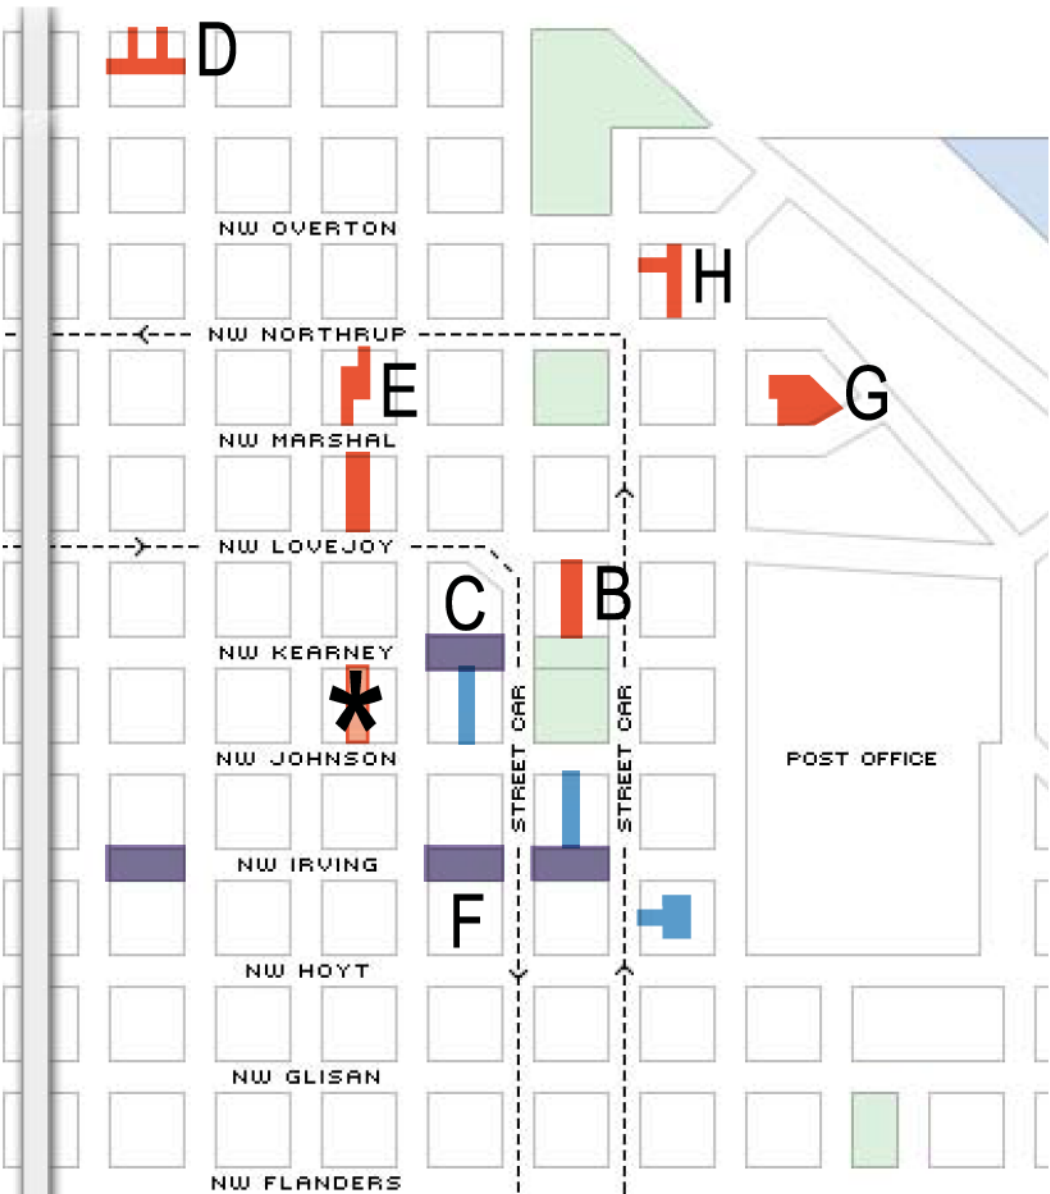 D
NW OVERTON
H
NW NORTHRUP
E
G
NW MARSHAL
NW LOVEJOY
C
B
NW KEARNEY
*
STREET CAR
STREET CAR
NW JOHNSON
POST OFFICE
NW IRVING
F
NW HOYT
NW GLISAN
NW FLANDERS